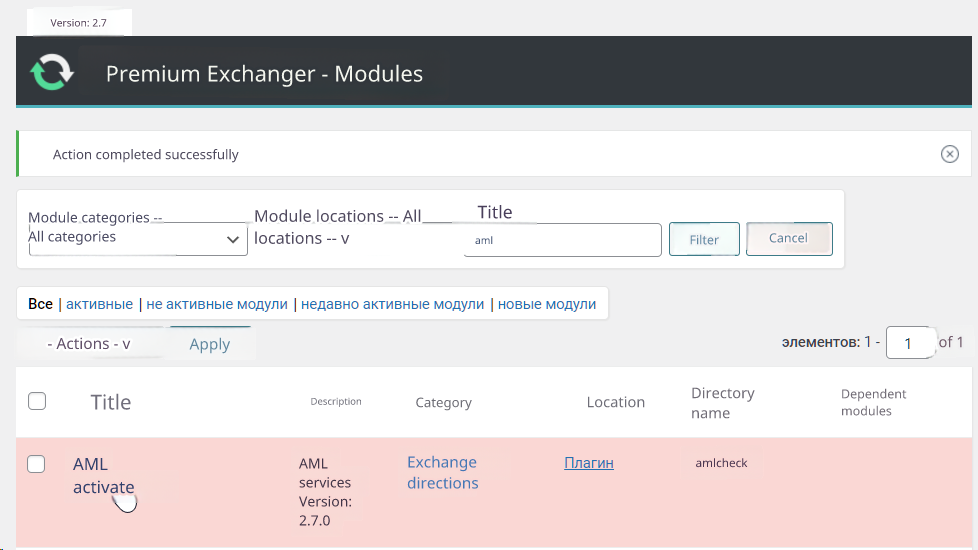 Version: 2.7
Premium Exchanger - Modules
Action completed successfully
Module categories --
All categories
Module locations -- All
locations -- v
Title
aml
Filter
Cancel
Все | активные | не активные модули | недавно активные модули | новые модули
- Actions - v
Apply
элементов: 1 - 1 of 1
Title
Description
Category
Location
Directory
name
Dependent
modules
AML
activate
AML
services
Version:
2.7.0
Exchange
directions
Плагин
amlcheck